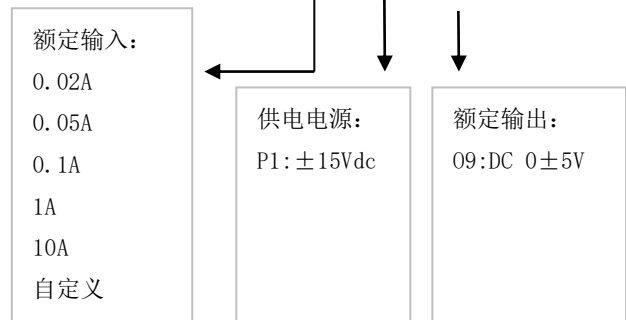 额定输入：
0.02A
0.05A
0.1A
1A
10A
自定义
供电电源：
P1:±15Vdc
额定输出：
O9:DC 0±5V